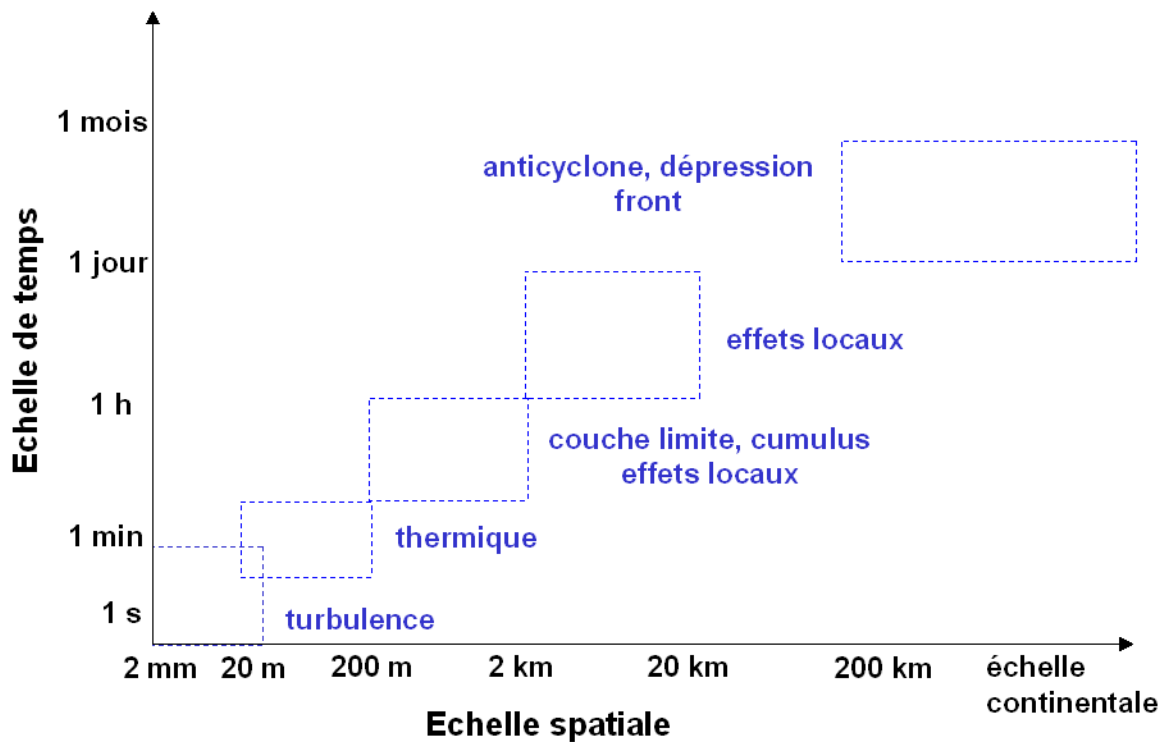 1 mois
anticyclone, dépression
front
1 jour
Echelle de temps
effets locaux
1 h
couche limite, cumulus
effets locaux
1 min
thermique
1 s
turbulence
2 mm 20 m 200 m 2 km 20 km 200 km échelle
continentale
Echelle spatiale